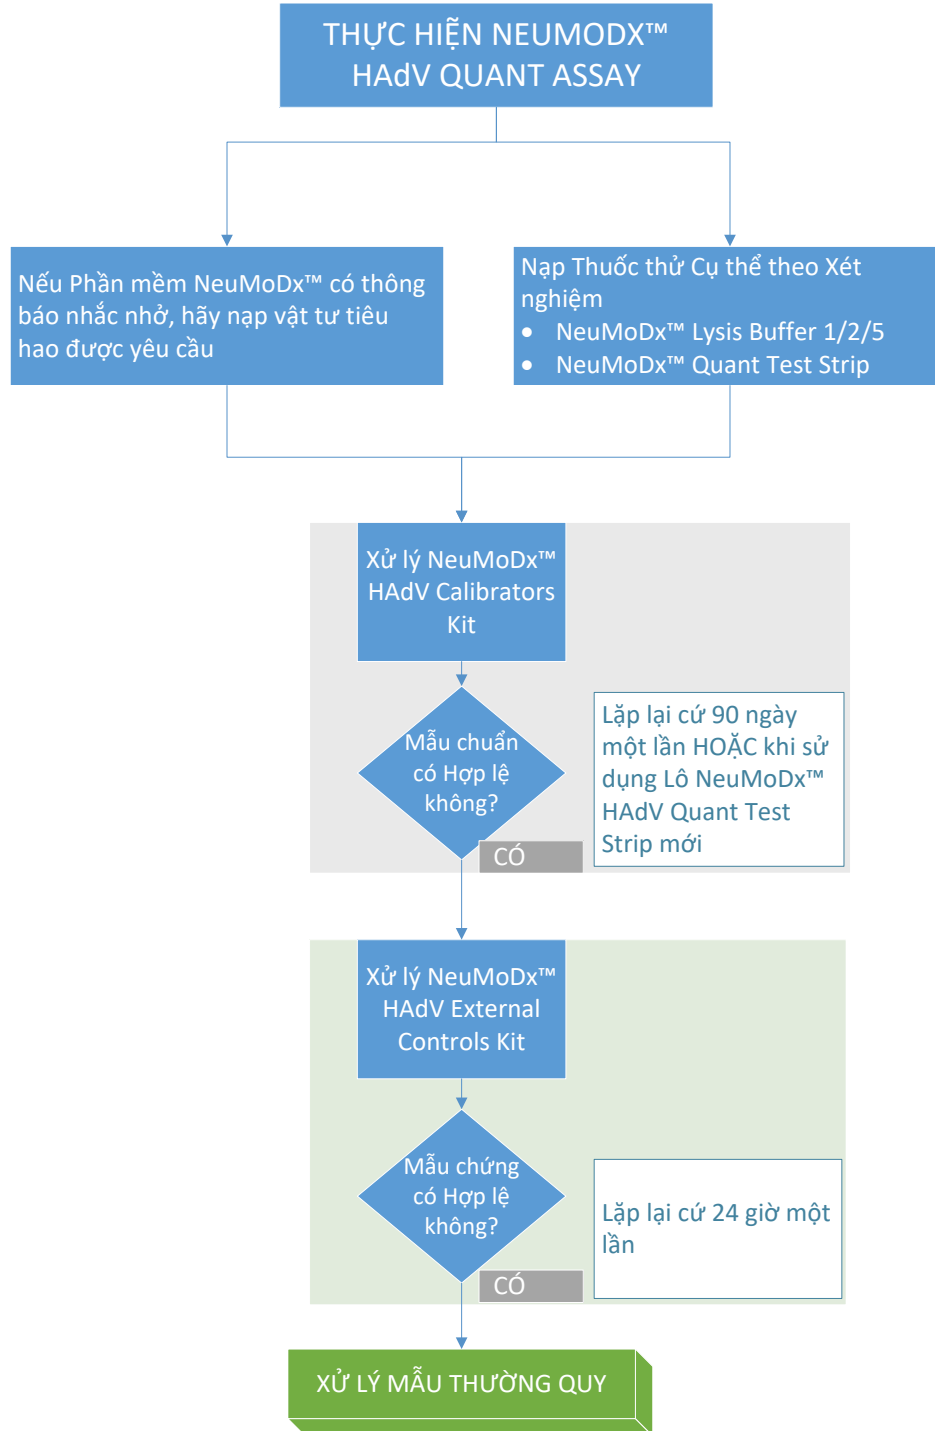 THỰC HIỆN NEUMODX™
HAdV QUANT ASSAY
Nếu Phần mềm NeuMoDx™ có thông
báo nhắc nhở, hãy nạp vật tư tiêu
hao được yêu cầu
Nạp Thuốc thử Cụ thể theo Xét
nghiệm
• NeuMoDx™ Lysis Buffer 1/2/5
• NeuMoDx™ Quant Test Strip
Xử lý NeuMoDx™
HAdV Calibrators
Kit
Mẫu chuẩn
có Hợp lệ
không?
CÓ
Lặp lại cứ 90 ngày
một lần HOẶC khi sử
dụng Lô NeuMoDx™
HAdV Quant Test
Strip mới
Xử lý NeuMoDx™
HAdV External
Controls Kit
Mẫu chứng
có Hợp lệ
không?
CÓ
Lặp lại cứ 24 giờ một
lần
XỬ LÝ MẪU THƯỜNG QUY